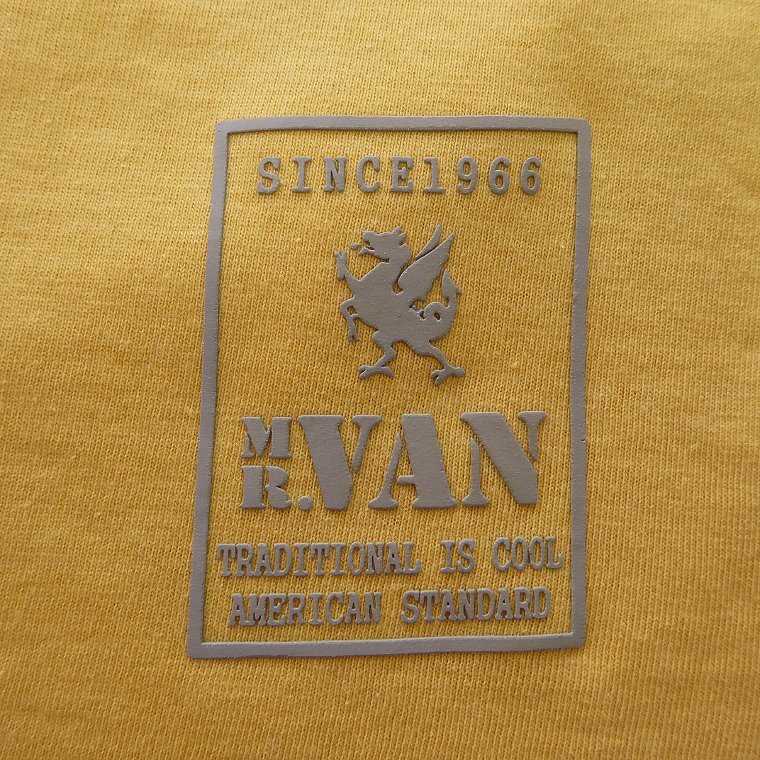 SINCE1966
MR.VAN
TRADITIONAL IS COOL
AMERICAN STANDARD